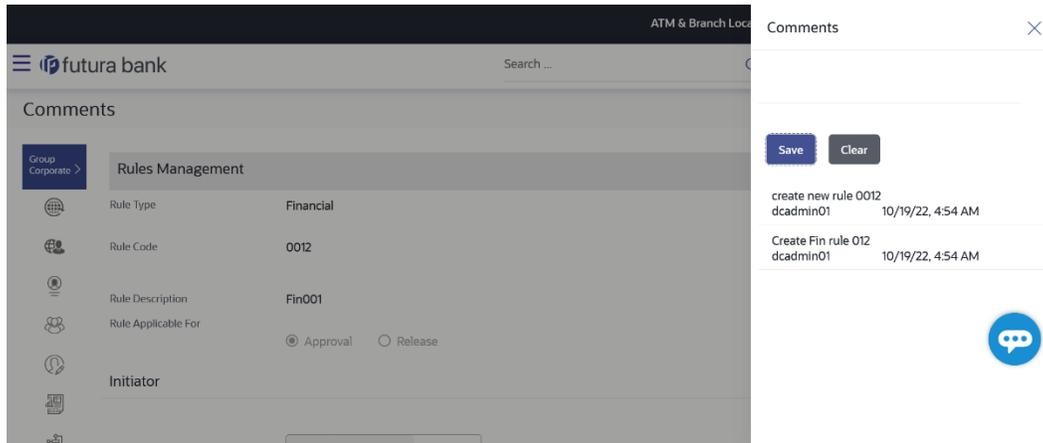 ATM & Branch Loca
futura bank
Search ...
Comments
Group
Corporate
Rules Management
Rule Type
Financial
Rule Code
0012
Rule Description
Fin001
Rule Applicable For
Approval
Release
Initiator
Comments
Save
Clear
create new rule 0012
dcadmin01 10/19/22, 4:54 AM
Create Fin rule 012
dcadmin01 10/19/22, 4:54 AM